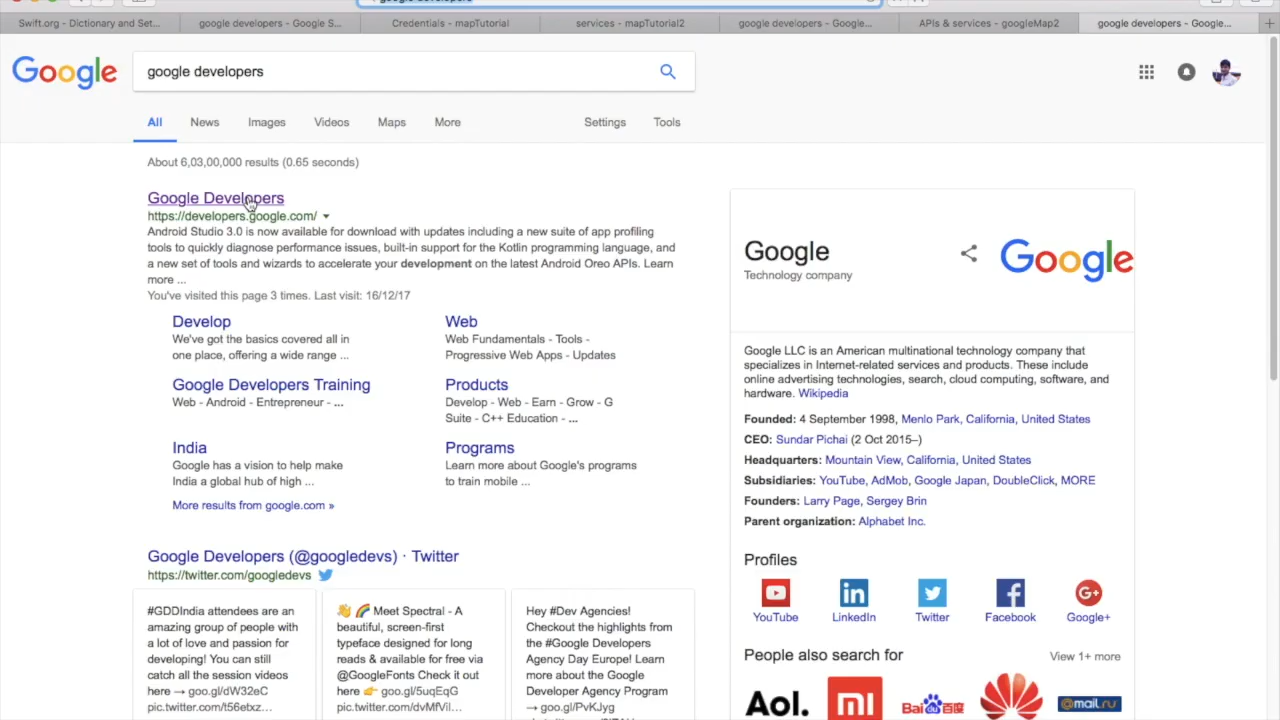 Swift.org - Dictionary and Set...
google developers - Google S...
Credentials - mapTutorial
services - mapTutorial2
google developers - Google...
APIs & services - googleMap2
google developers - Google...
Google
google developers
All
News
Images
Videos
Maps
More
Settings
Tools
About 6,03,00,000 results (0.65 seconds)
Google Developers
https://developers.google.com/
Android Studio 3.0 is now available for download with updates including a new suite of app profiling
tools to quickly diagnose performance issues, built-in support for the Kotlin programming language, and
a new set of tools and wizards to accelerate your development on the latest Android Oreo APIs. Learn
more ...
You've visited this page 3 times. Last visit: 16/12/17
Develop
We've got the basics covered all in
one place, offering a wide range ...
Web
Web Fundamentals - Tools -
Progressive Web Apps - Updates
Google Developers Training
Web - Android - Entrepreneur - ...
Products
Develop - Web - Earn - Grow - G
Suite - C++ Education - ...
India
Google has a vision to help make
India a global hub of high ...
Programs
Learn more about Google's programs
to train mobile ...
More results from google.com »
Google Developers (@googledevs) · Twitter
https://twitter.com/googledevs
#GDDIndia attendees are an
amazing group of people with
a lot of love and passion for
developing! You can still
catch all the session videos
here → goo.gl/dW32eC
pic.twitter.com/t56ebxz...
👋 🌈 Meet Spectral - A
beautiful, screen-first
typeface designed for long
reads & available for free via
@GoogleFonts Check it out
here 👉 goo.gl/5uqEqG
pic.twitter.com/dvMfVil...
Hey #Dev Agencies!
Checkout the highlights from
the #Google Developers
Agency Day Europe! Learn
more about the Google
Developer Agency Program
→ goo.gl/PvKJyg
Google
Technology company
Google
Google LLC is an American multinational technology company that
specializes in Internet-related services and products. These include
online advertising technologies, search, cloud computing, software, and
hardware. Wikipedia
Founded: 4 September 1998, Menlo Park, California, United States
CEO: Sundar Pichai (2 Oct 2015–)
Headquarters: Mountain View, California, United States
Subsidiaries: YouTube, AdMob, Google Japan, DoubleClick, MORE
Founders: Larry Page, Sergey Brin
Parent organization: Alphabet Inc.
Profiles
YouTube
LinkedIn
Twitter
Facebook
Google+
People also search for
View 1+ more
Aol.
Baidu百度
@mail.ru